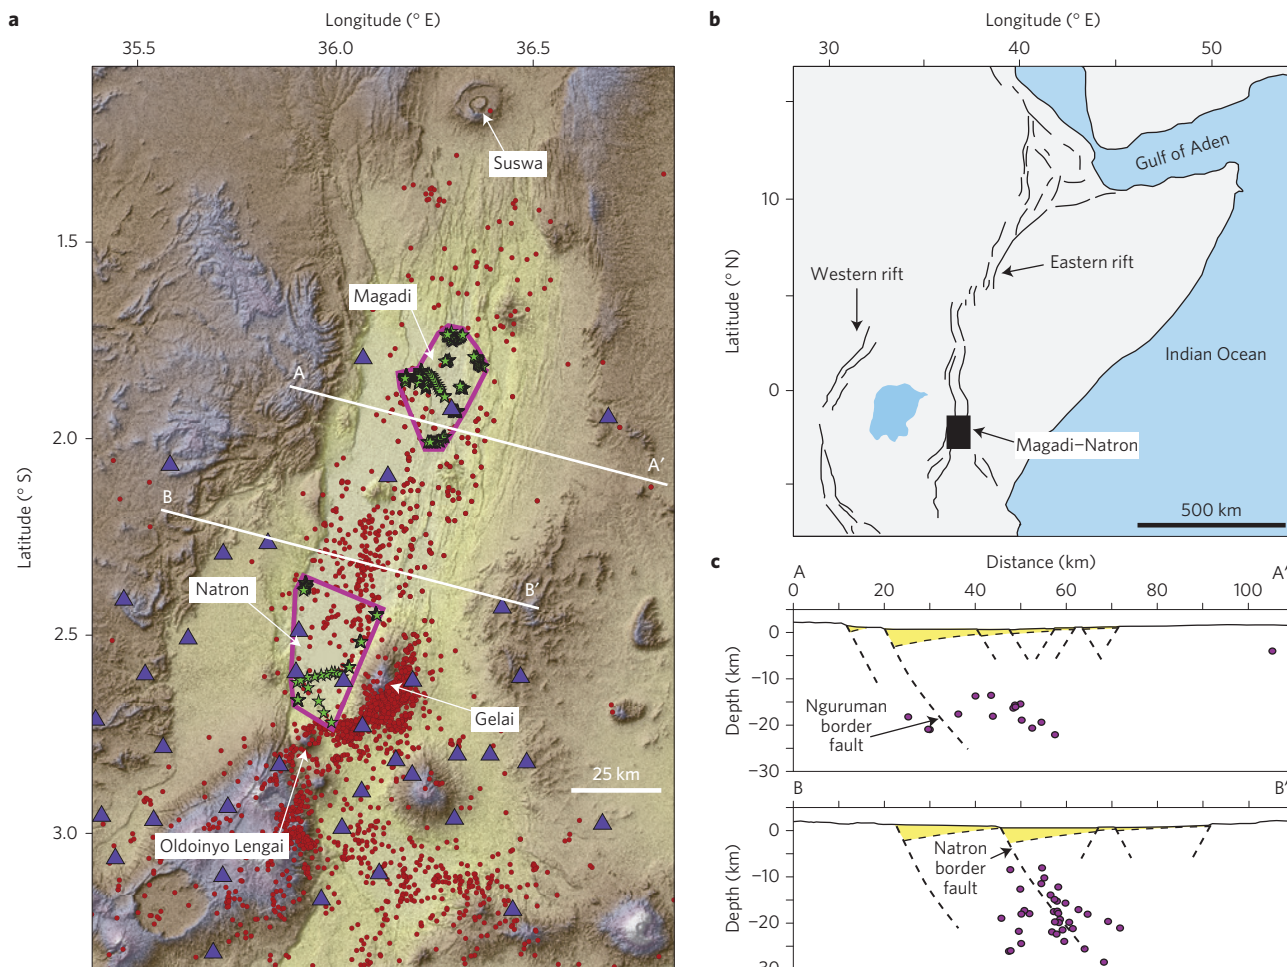 a
Longitude (° E)
35.5 36.0 36.5
Suswa
1.5
Magadi
A
2.0
A′
B
Latitude (° S)
Natron
B′
2.5
Gelai
25 km
3.0
Oldoinyo Lengai
b
Longitude (° E)
30 40 50
Gulf of Aden
10
Eastern rift
Western rift
Latitude (° N)
Indian Ocean
0
Magadi–Natron
500 km
c
A Distance (km) A′
0 20 40 60 80 100
0
−10
Depth (km)
Nguruman
border
fault
−20
−30
B B′
0
Natron
border
fault
−10
Depth (km)
−20
30